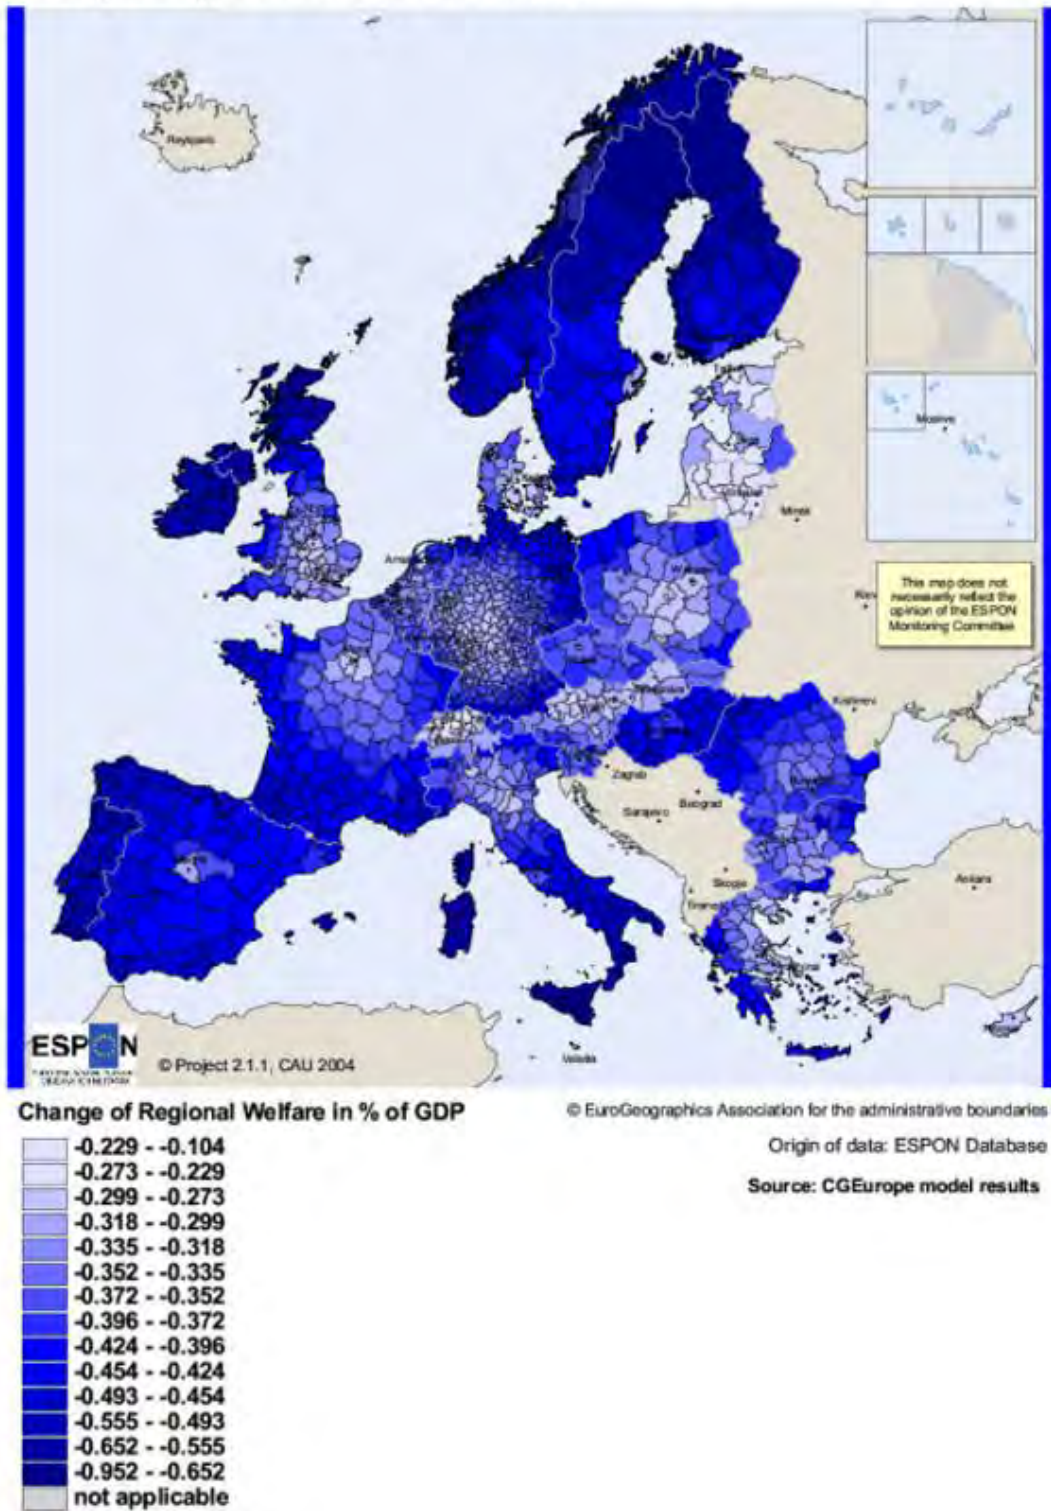 Reykjavik
Moskva
Minsk
This map does not
necessarily reflect the
opinion of the ESPON
Monitoring Committee
Kishinev
Zagreb
Beograd
Sarajevo
Skopje
Ankara
Valletta
ESPON
© Project 2.1.1, CAU 2004
Change of Regional Welfare in % of GDP
© EuroGeographics Association for the administrative boundaries
Origin of data: ESPON Database
Source: CGEurope model results
-0.229 - -0.104
-0.273 - -0.229
-0.299 - -0.273
-0.318 - -0.299
-0.335 - -0.318
-0.352 - -0.335
-0.372 - -0.352
-0.396 - -0.372
-0.424 - -0.396
-0.454 - -0.424
-0.493 - -0.454
-0.555 - -0.493
-0.652 - -0.555
-0.952 - -0.652
not applicable